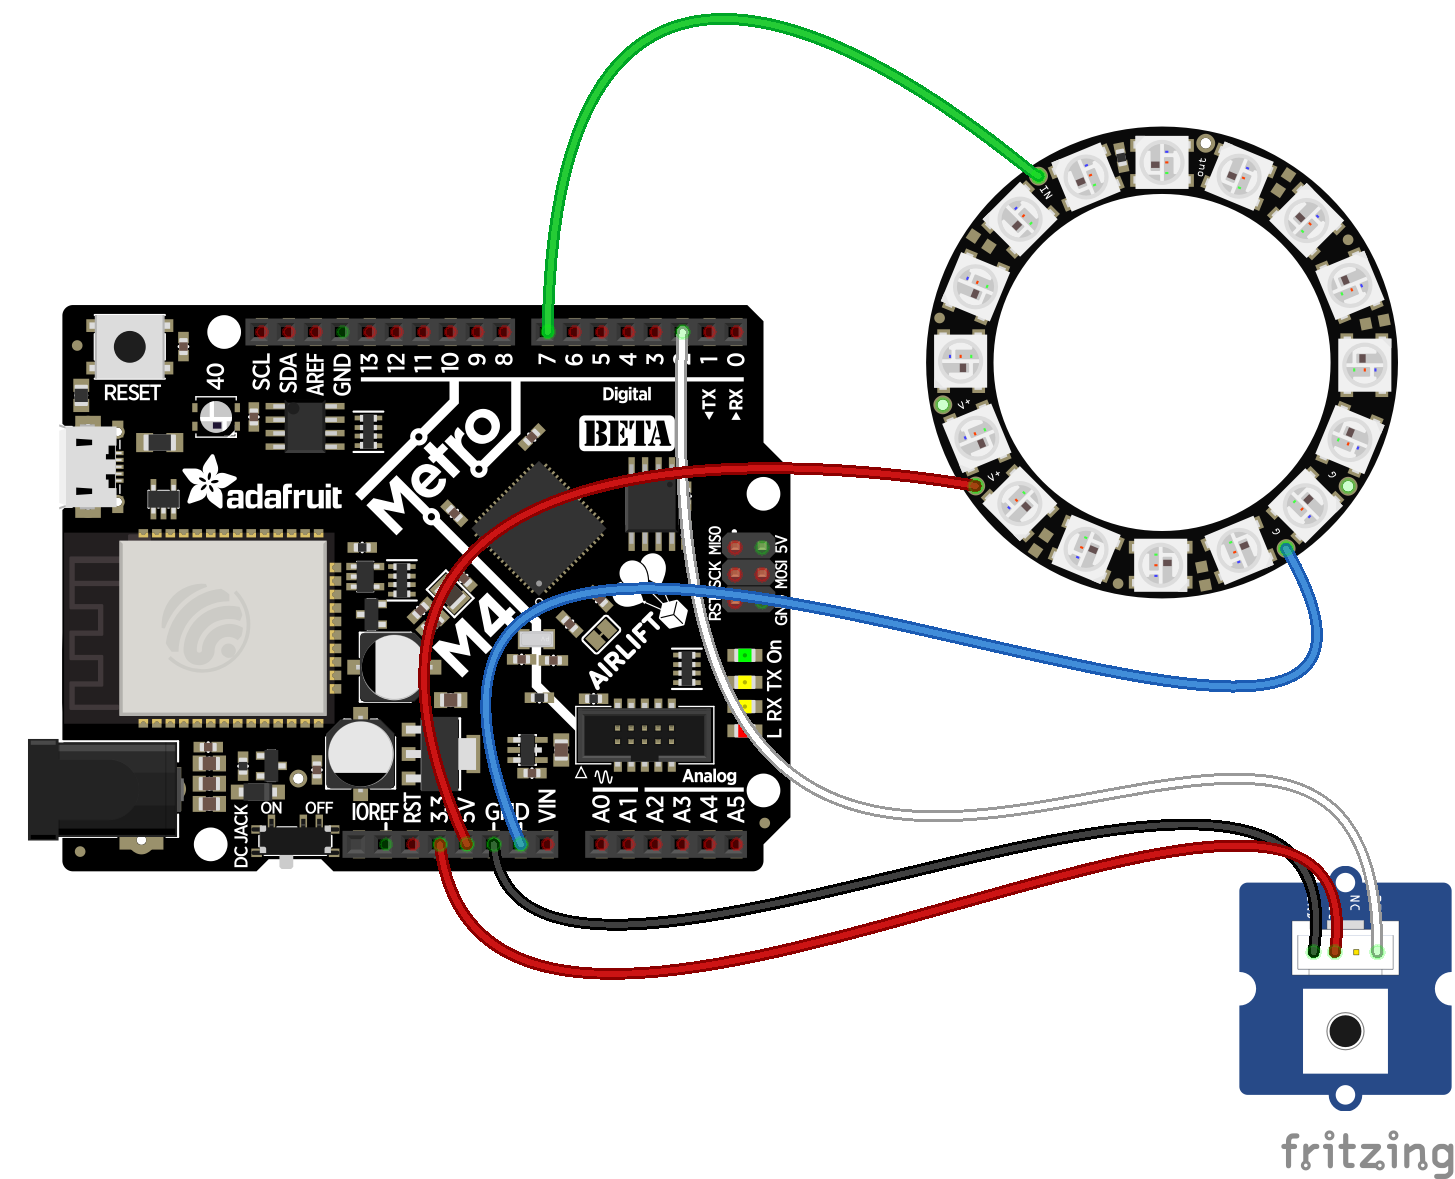 IN
out
V+
V+
G
G
RESET
40
SCL
SDA
AREF
GND
13
12
11
10
9
8
7
6
5
4
3
2
1
0
Digital
TX
RX
BETA
Metro
M4
adafruit
AIRLIFT
MISO
5V
SCK
MOSI
RST
On
TX
RX
L
Analog
DC JACK
ON
OFF
IOREF
RST
3.3
5V
GND
VIN
A0
A1
A2
A3
A4
A5
NC
fritzing